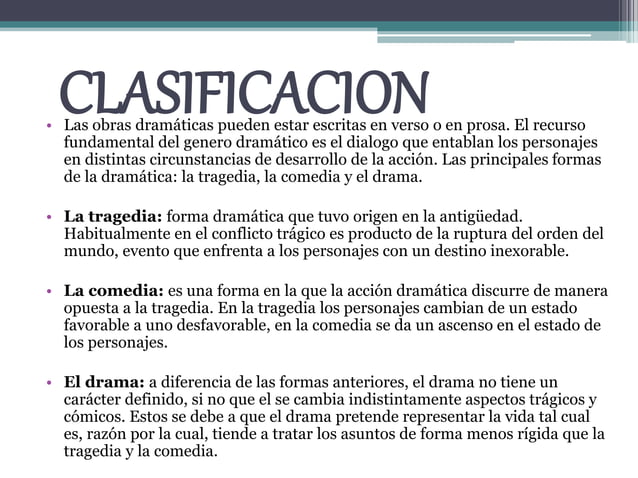 CLASIFICACION
• Las obras dramáticas pueden estar escritas en verso o en prosa. El recurso
fundamental del genero dramático es el dialogo que entablan los personajes
en distintas circunstancias de desarrollo de la acción. Las principales formas
de la dramática: la tragedia, la comedia y el drama.
• La tragedia: forma dramática que tuvo origen en la antigüedad.
Habitualmente en el conflicto trágico es producto de la ruptura del orden del
mundo, evento que enfrenta a los personajes con un destino inexorable.
• La comedia: es una forma en la que la acción dramática discurre de manera
opuesta a la tragedia. En la tragedia los personajes cambian de un estado
favorable a uno desfavorable, en la comedia se da un ascenso en el estado de
los personajes.
• El drama: a diferencia de las formas anteriores, el drama no tiene un
carácter definido, si no que el se cambia indistintamente aspectos trágicos y
cómicos. Estos se debe a que el drama pretende representar la vida tal cual
es, razón por la cual, tiende a tratar los asuntos de forma menos rígida que la
tragedia y la comedia.